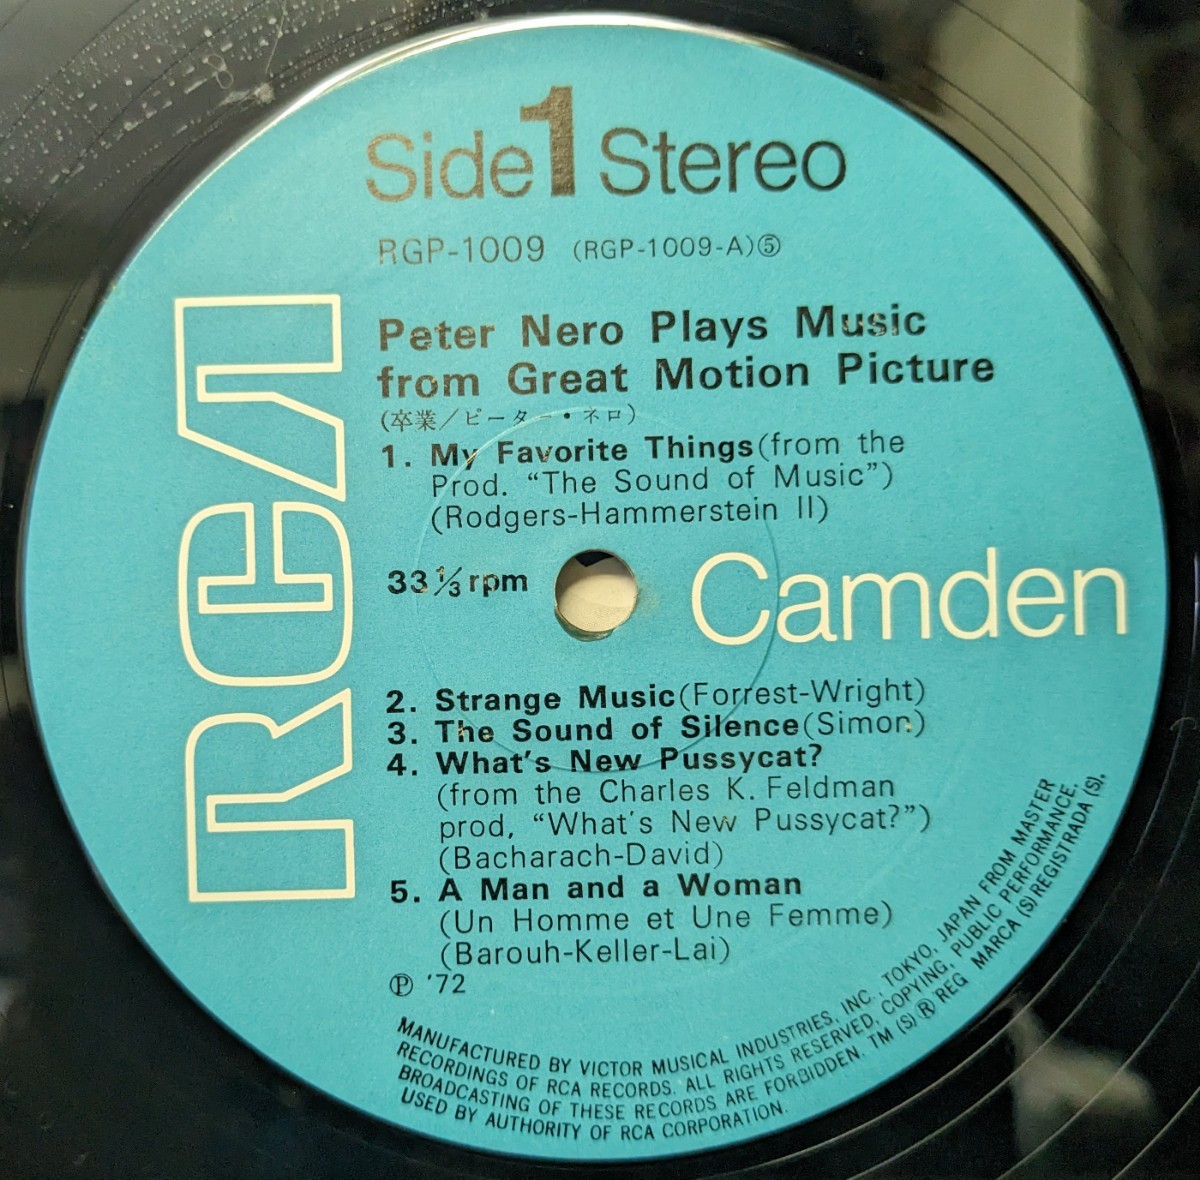 Side 1 Stereo
RGP-1009 (RGP-1009-A)⑤
RCA
Peter Nero Plays Music
from Great Motion Picture
(卒業/ピーター・ネロ)
1. My Favorite Things(from the
Prod. “The Sound of Music”)
(Rodgers-Hammerstein II)
33 1/3 rpm
Camden
2. Strange Music(Forrest-Wright)
3. The Sound of Silence(Simon)
4. What's New Pussycat?
(from the Charles K. Feldman
prod, “What's New Pussycat?”)
(Bacharach-David)
5. A Man and a Woman
(Un Homme et Une Femme)
(Barouh-Keller-Lai)
Ⓟ '72
MANUFACTURED BY VICTOR MUSICAL INDUSTRIES, INC., TOKYO, JAPAN FROM MASTER
RECORDINGS OF RCA RECORDS. ALL RIGHTS RESERVED, COPYING, PUBLIC PERFORMANCE,
BROADCASTING OF THESE RECORDS ARE FORBIDDEN. TM (S) ® REG MARCA (S) REGISTRADA (S),
USED BY AUTHORITY OF RCA CORPORATION.